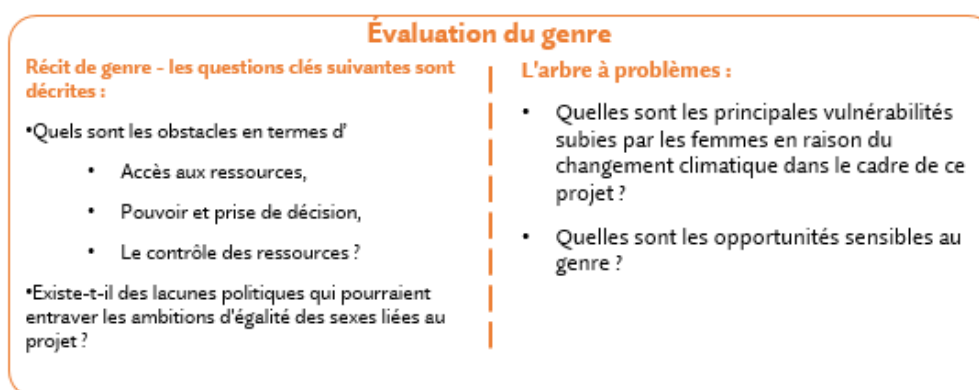 Évaluation du genre
Récit de genre - les questions clés suivantes sont
décrites :
•Quels sont les obstacles en termes d'
• Accès aux ressources,
• Pouvoir et prise de décision,
• Le contrôle des ressources ?
•Existe-t-il des lacunes politiques qui pourraient
entraver les ambitions d'égalité des sexes liées au
projet ?
L'arbre à problèmes :
• Quelles sont les principales vulnérabilités
subies par les femmes en raison du
changement climatique dans le cadre de ce
projet ?
• Quelles sont les opportunités sensibles au
genre ?